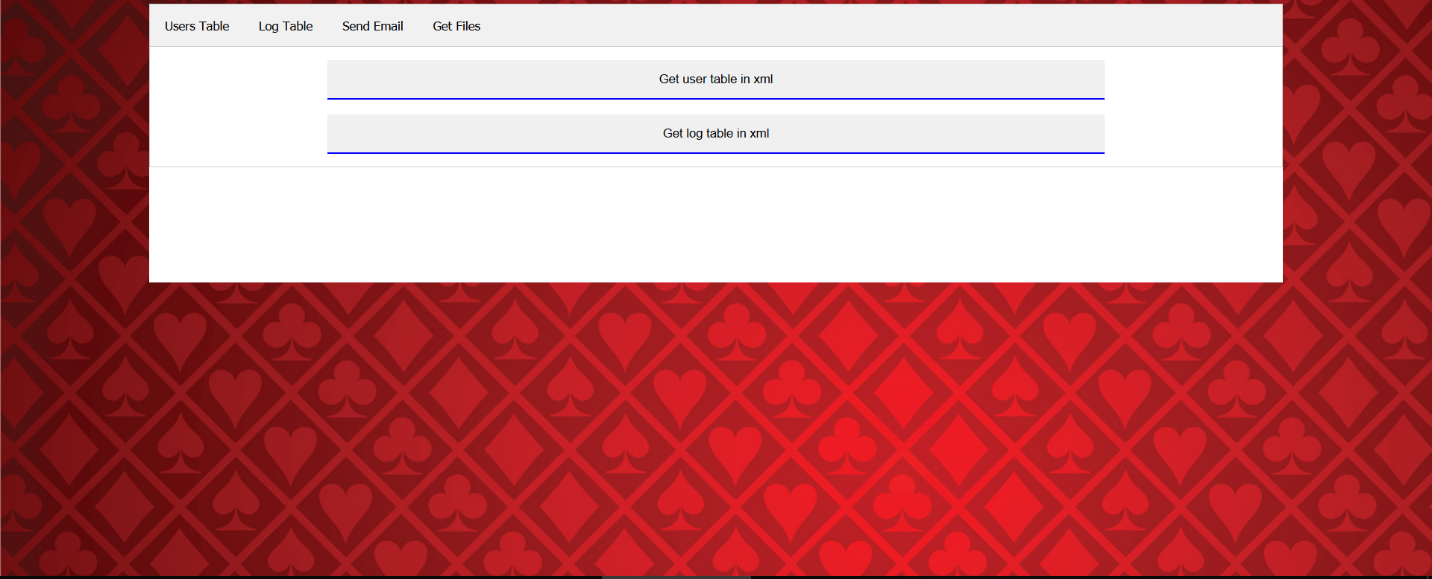 Users Table Log Table Send Email Get Files
Get user table in xml
Get log table in xml